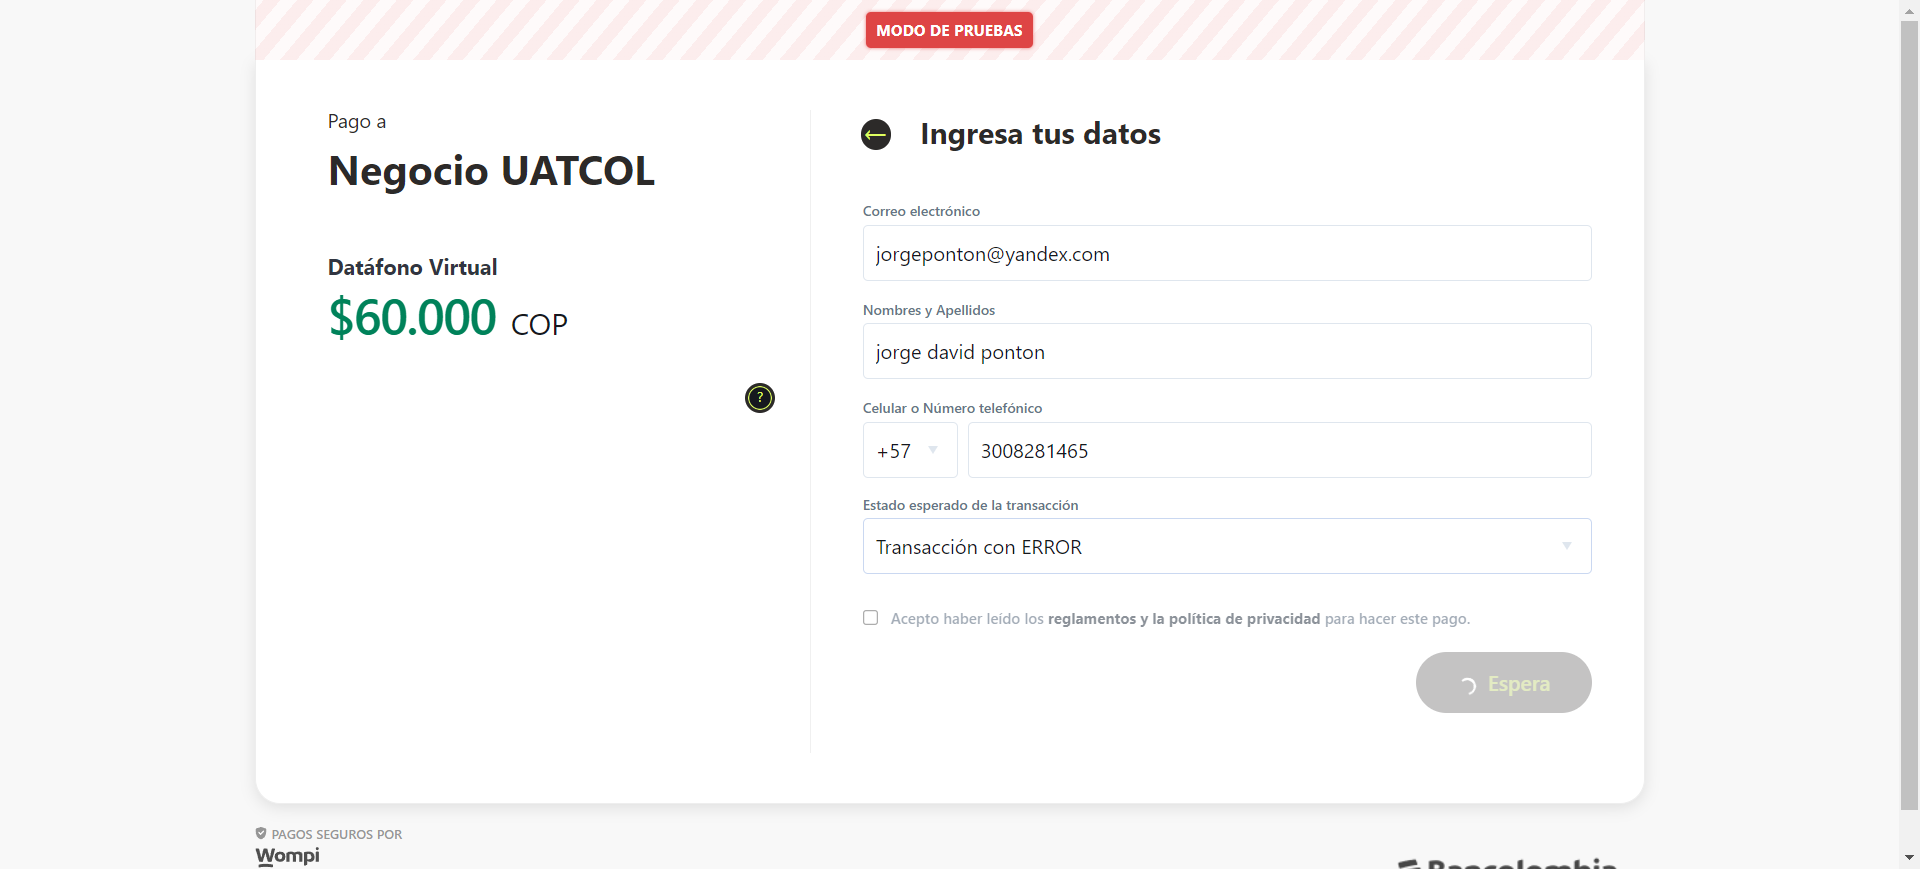 MODO DE PRUEBAS
Pago a
Negocio UATCOL
Datáfono Virtual
$60.000 COP
?
Ingresa tus datos
Correo electrónico
jorgeponton@yandex.com
Nombres y Apellidos
jorge david ponton
Celular o Número telefónico
+57 3008281465
Estado esperado de la transacción
Transacción con ERROR
Acepto haber leído los reglamentos y la política de privacidad para hacer este pago.
Espera
PAGOS SEGUROS POR
Wompi
Bancolombia